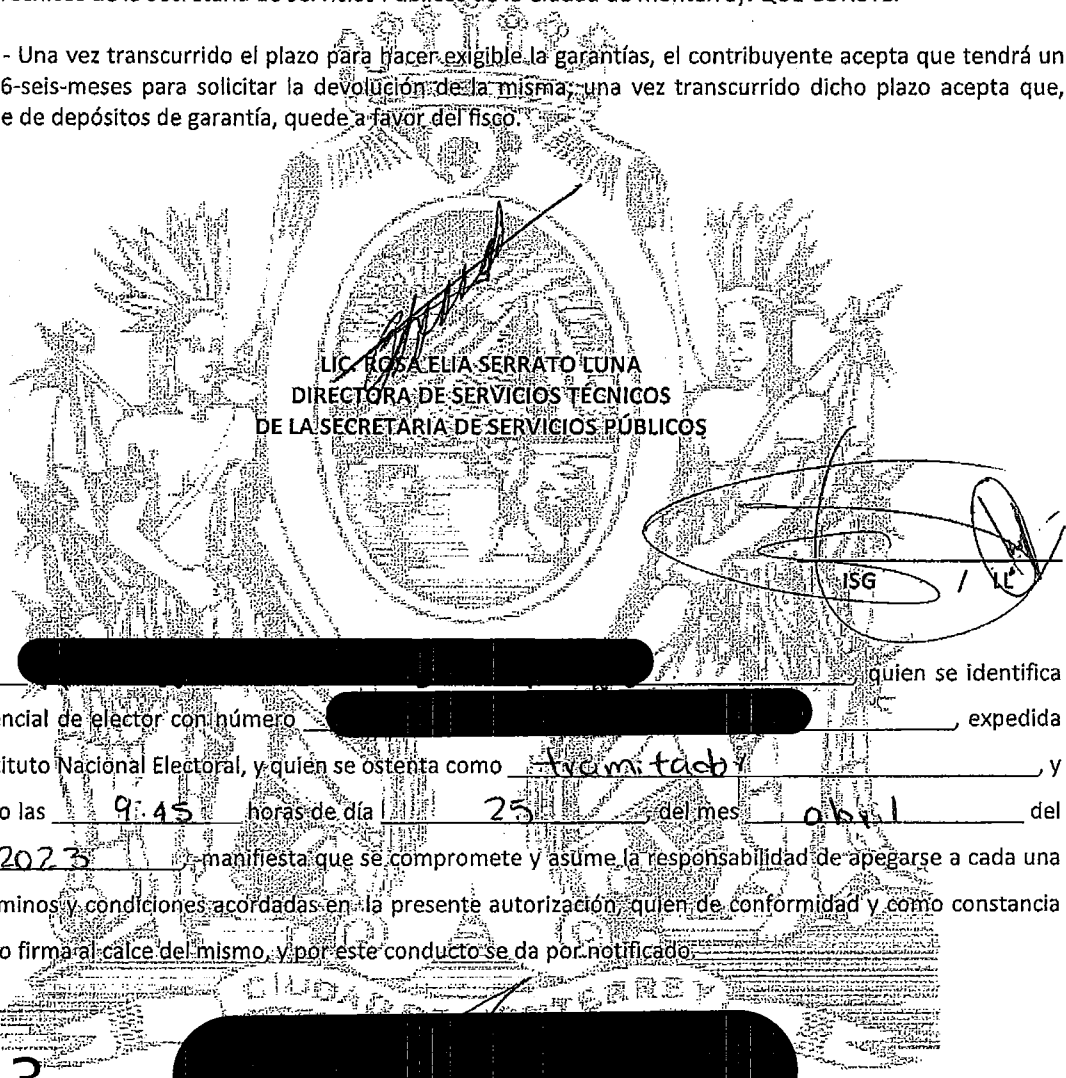 - Una vez transcurrido el plazo para hacer exigible la garantías, el contribuyente acepta que tendrá un
6-seis-meses para solicitar la devolución de la misma; una vez transcurrido dicho plazo acepta que,
e de depósitos de garantía, quede a favor del fisco.
LIC. ROSA ELIA SERRATO LUNA
DIRECTORA DE SERVICIOS TÉCNICOS
DE LA SECRETARIA DE SERVICIOS PÚBLICOS
ISG / LL
, quien se identifica
encial de elector con número , expedida
ituto Nacional Electoral, y quien se ostenta como tramitador , y
o las 9:45 horas de día 25 , del mes abril del
2023 , manifiesta que se compromete y asume la responsabilidad de apegarse a cada una
minos y condiciones acordadas en la presente autorización, quien de conformidad y como constancia
o firma al calce del mismo, y por este conducto se da por notificado.